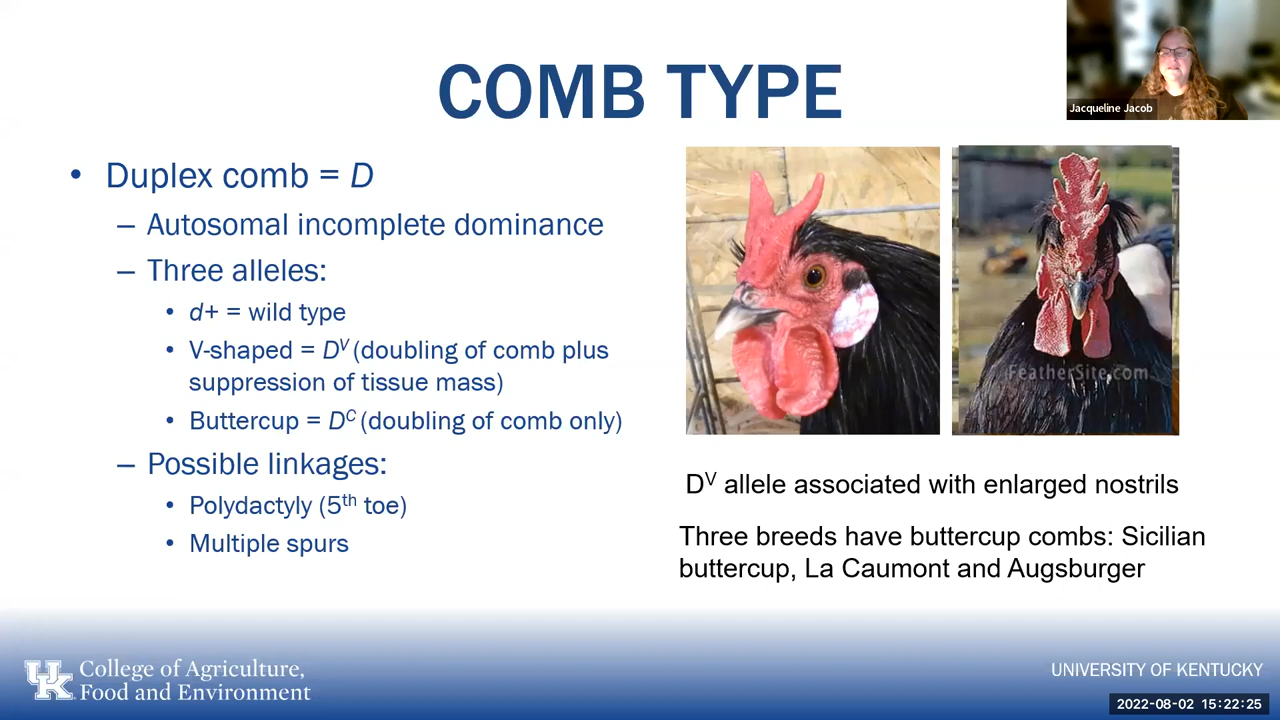 COMB TYPE
Jacqueline Jacob
• Duplex comb = D
– Autosomal incomplete dominance
– Three alleles:
• d+ = wild type
• V-shaped = Dⱽ (doubling of comb plus
suppression of tissue mass)
• Buttercup = Dᶜ (doubling of comb only)
– Possible linkages:
• Polydactyly (5ᵗʰ toe)
• Multiple spurs
FeatherSite.com
Dⱽ allele associated with enlarged nostrils
Three breeds have buttercup combs: Sicilian
buttercup, La Caumont and Augsburger
UK
College of Agriculture,
Food and Environment
UNIVERSITY OF KENTUCKY
2022-08-02 15:22:25